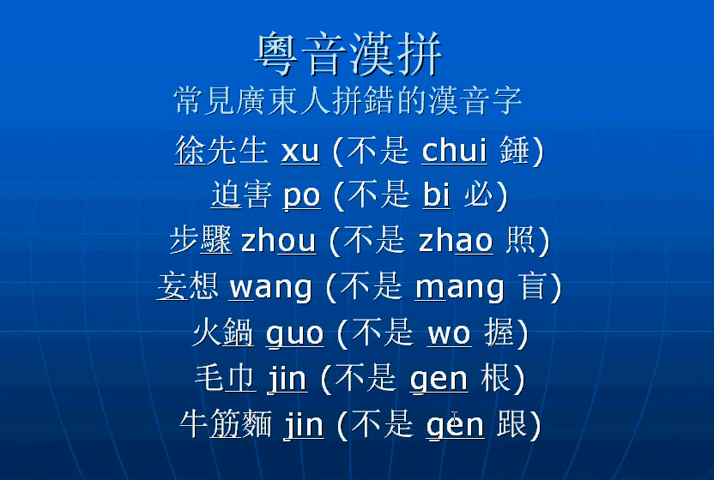 粵音漢拼
常見廣東人拼錯的漢音字
徐先生 xu (不是 chui 錘)
迫害 po (不是 bi 必)
步驟 zhou (不是 zhao 照)
妄想 wang (不是 mang 盲)
火鍋 guo (不是 wo 握)
毛巾 jin (不是 gen 根)
牛筋麵 jin (不是 gen 跟)